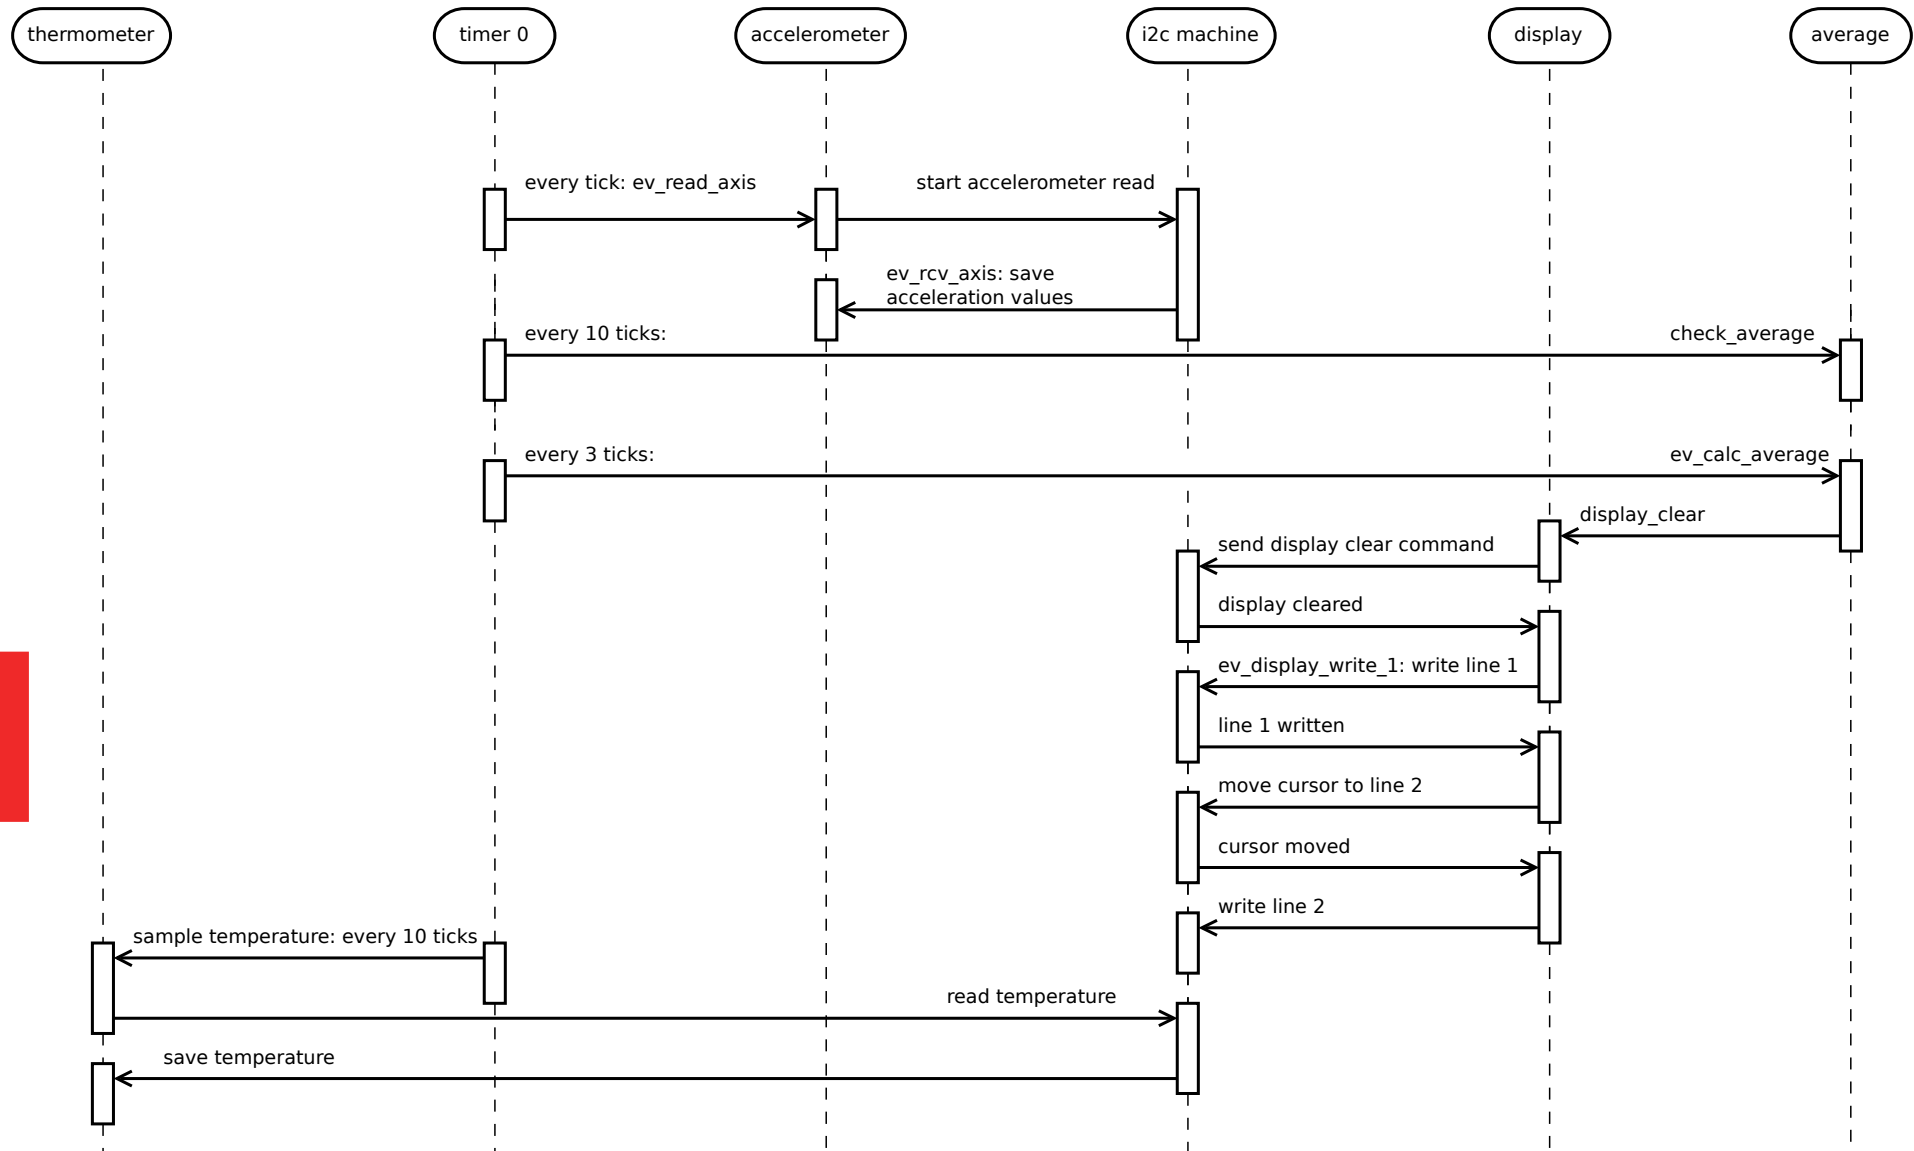 thermometer
timer 0
accelerometer
i2c machine
display
average
every tick: ev_read_axis
start accelerometer read
ev_rcv_axis: save
acceleration values
every 10 ticks:
check_average
every 3 ticks:
ev_calc_average
display_clear
send display clear command
display cleared
ev_display_write_1: write line 1
line 1 written
move cursor to line 2
cursor moved
write line 2
sample temperature: every 10 ticks
read temperature
save temperature